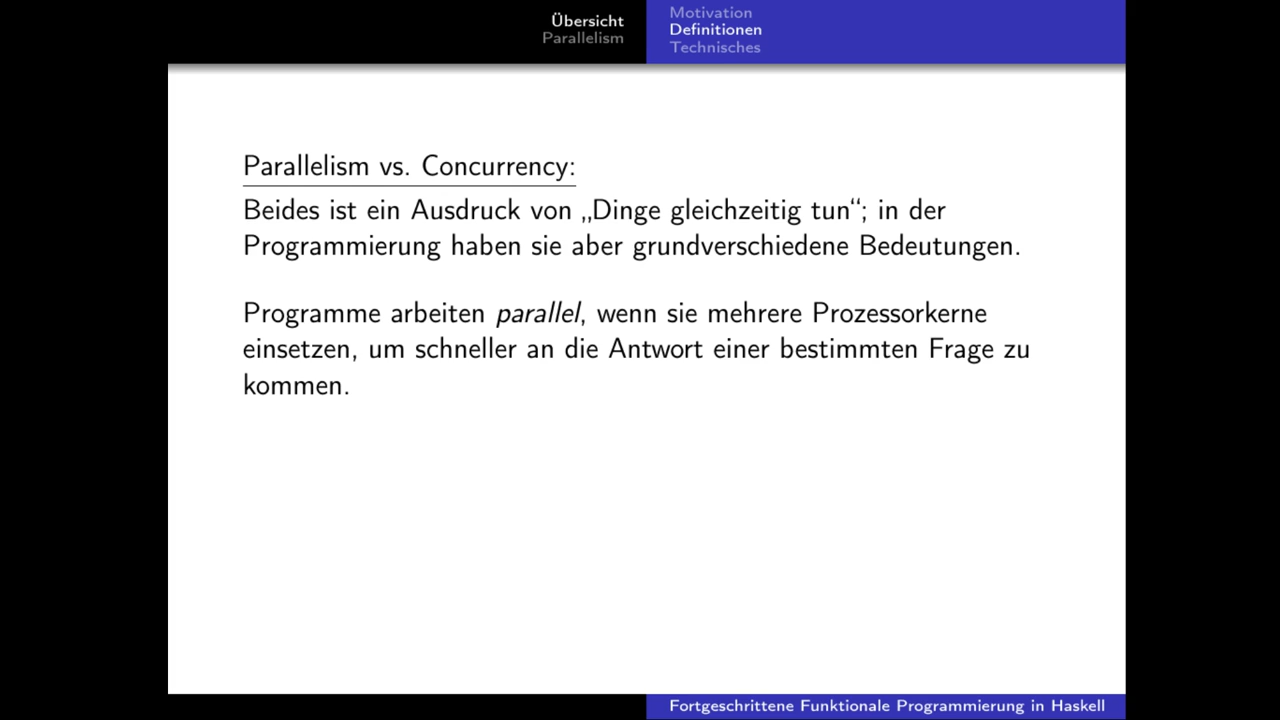 Übersicht
Parallelism
Motivation
Definitionen
Technisches
Parallelism vs. Concurrency:
Beides ist ein Ausdruck von „Dinge gleichzeitig tun“; in der
Programmierung haben sie aber grundverschiedene Bedeutungen.
Programme arbeiten parallel, wenn sie mehrere Prozessorkerne
einsetzen, um schneller an die Antwort einer bestimmten Frage zu
kommen.
Fortgeschrittene Funktionale Programmierung in Haskell